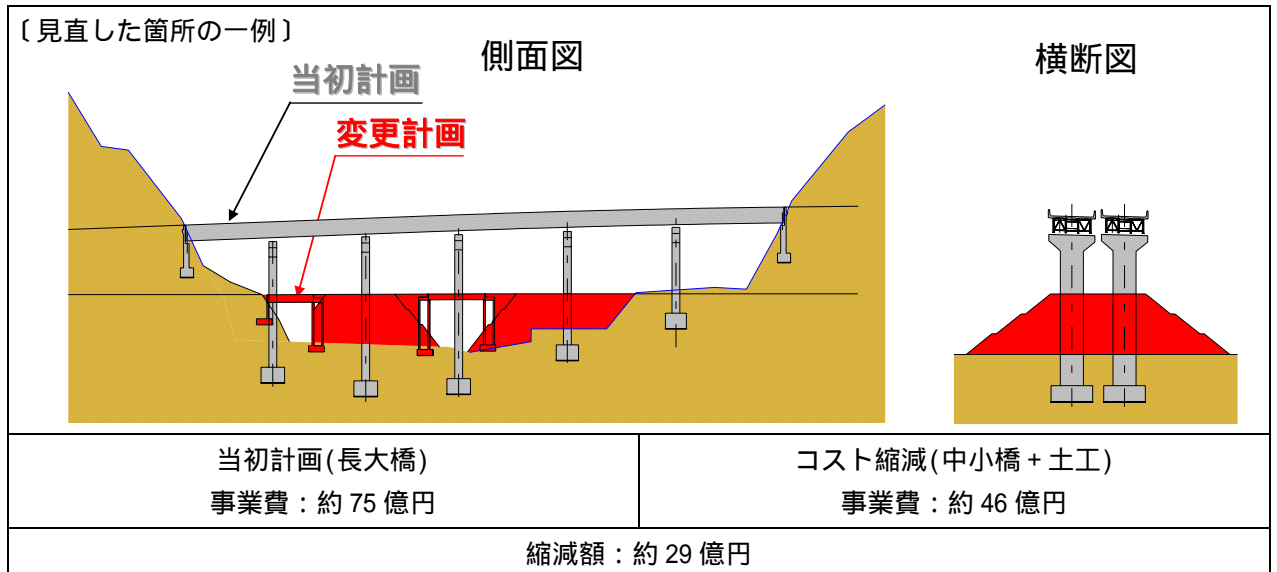 〔見直した箇所の一例〕
側面図
横断図
当初計画
変更計画
当初計画(長大橋)
事業費：約 75 億円
コスト縮減(中小橋 + 土工)
事業費：約 46 億円
縮減額：約 29 億円